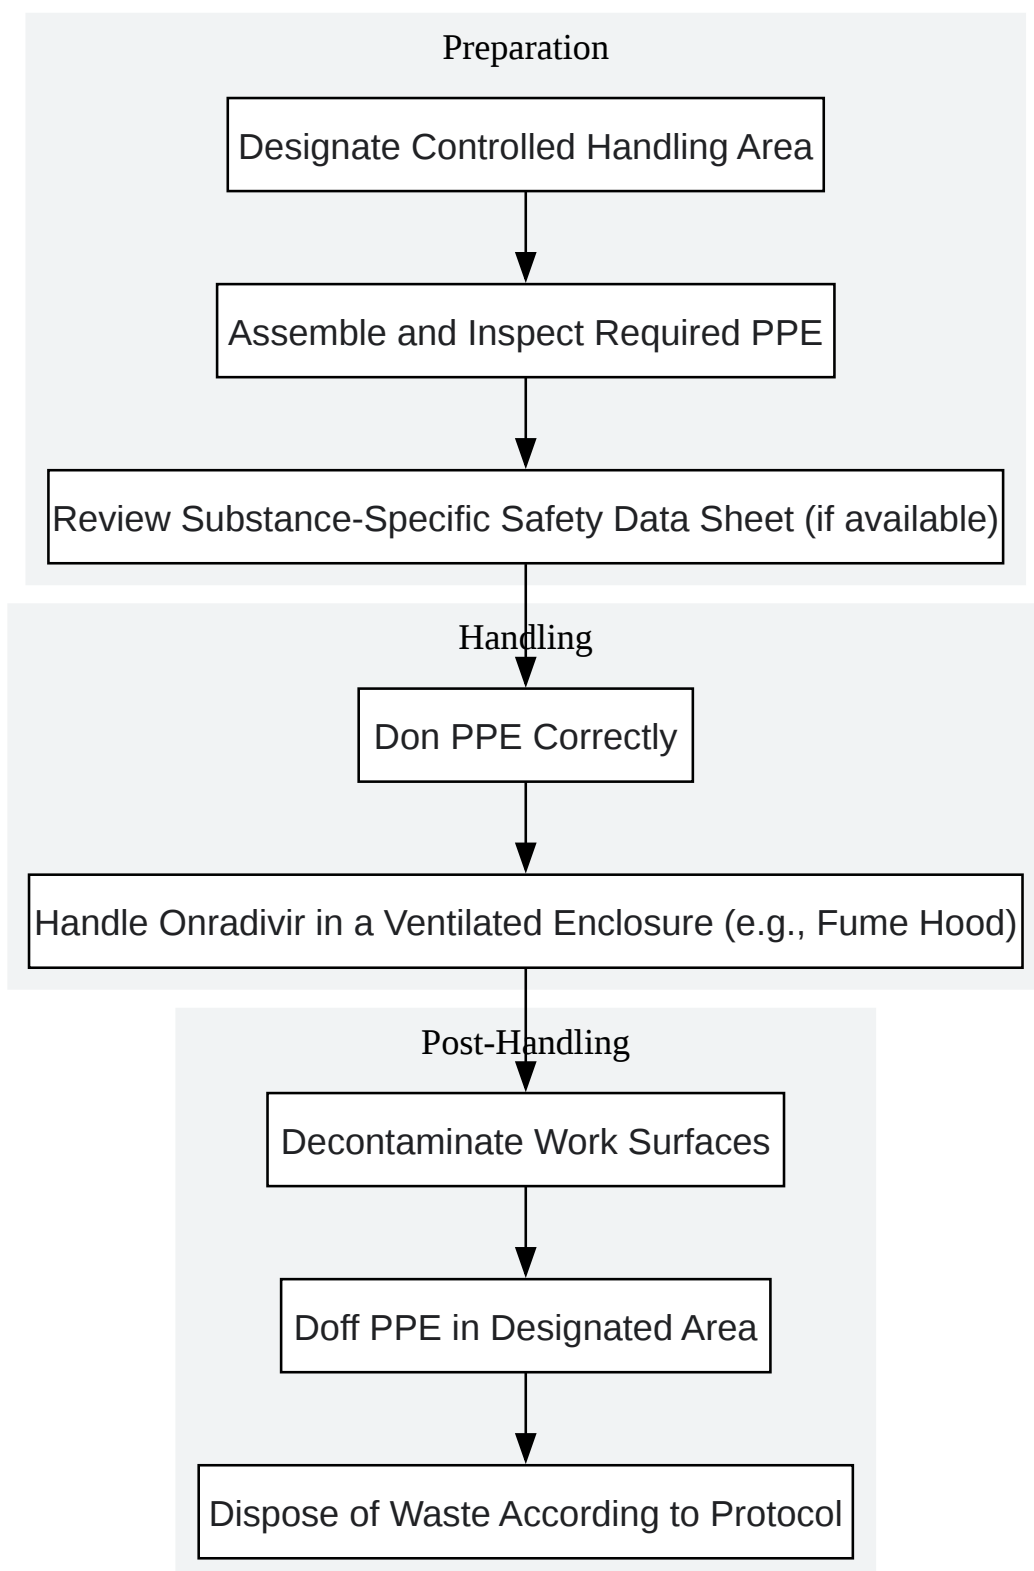 Preparation
Designate Controlled Handling Area
Assemble and Inspect Required PPE
Review Substance-Specific Safety Data Sheet (if available)
Handling
Don PPE Correctly
Handle Onradivir in a Ventilated Enclosure (e.g., Fume Hood)
Post-Handling
Decontaminate Work Surfaces
Doff PPE in Designated Area
Dispose of Waste According to Protocol